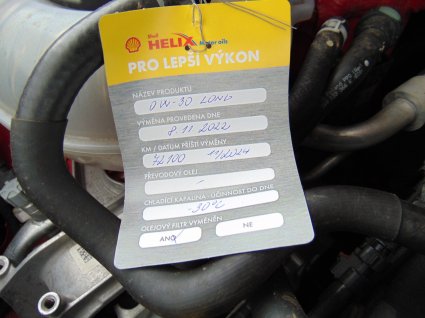 Shell
HELIX Motor oils
PRO LEPŠÍ VÝKON
NÁZEV PRODUKTU
0W-30 LONG
VÝMĚNA PROVEDENA DNE
8.11.2022
KM / DATUM PŘÍŠTÍ VÝMĚNY
72100 11/2024
PŘEVODOVÝ OLEJ
-
CHLADÍCÍ KAPALINA - ÚČINNOST DO DNE
-30°C
OLEJOVÝ FILTR VYMĚNĚN
ANO NE